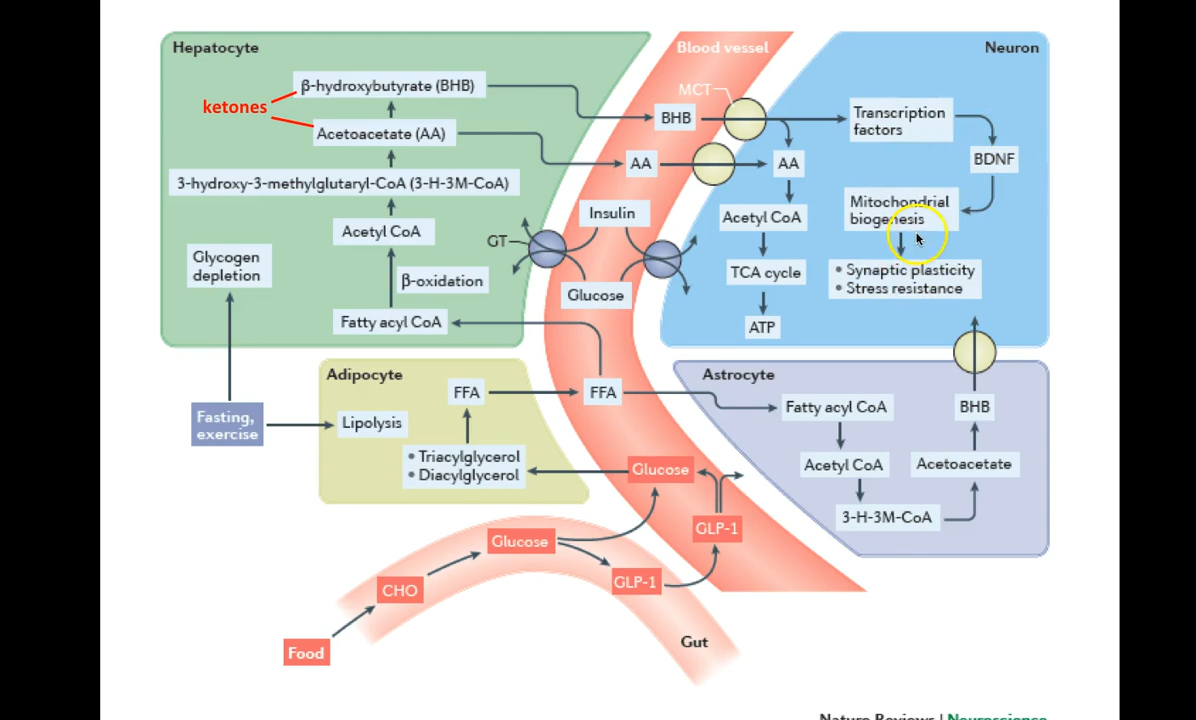 Hepatocyte
β-hydroxybutyrate (BHB)
ketones
Acetoacetate (AA)
3-hydroxy-3-methylglutaryl-CoA (3-H-3M-CoA)
Acetyl CoA
Glycogen
depletion
β-oxidation
Fatty acyl CoA
Blood vessel
MCT
BHB
AA
Insulin
GT
Glucose
FFA
Glucose
GLP-1
Neuron
Transcription
factors
BDNF
AA
Mitochondrial
biogenesis
Acetyl CoA
TCA cycle
• Synaptic plasticity
• Stress resistance
ATP
Adipocyte
FFA
Fasting,
exercise
Lipolysis
• Triacylglycerol
• Diacylglycerol
Astrocyte
Fatty acyl CoA
BHB
Acetyl CoA
Acetoacetate
3-H-3M-CoA
Glucose
CHO
GLP-1
Food
Gut
Nature Reviews | Neuroscience